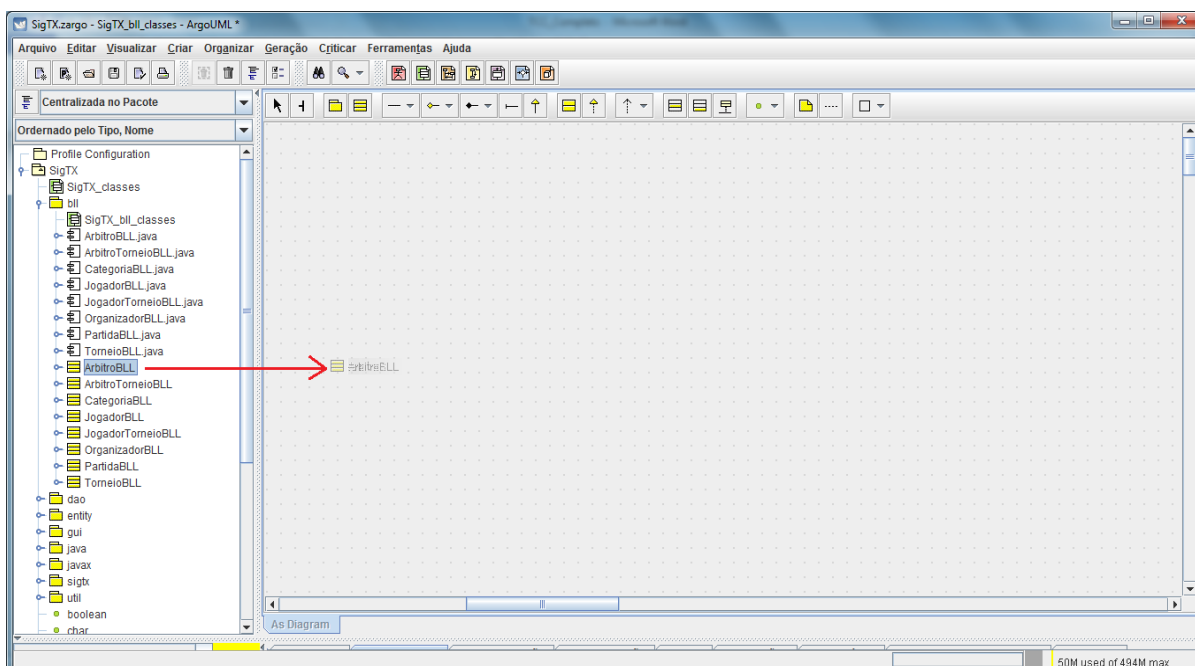 SigTX.zargo - SigTX_bll_classes - ArgoUML *
Arquivo Editar Visualizar Criar Organizar Geração Criticar Ferramentas Ajuda
Centralizada no Pacote
Ordernado pelo Tipo, Nome
Profile Configuration
SigTX
SigTX_classes
bll
SigTX_bll_classes
ArbitroBLL.java
ArbitroTorneioBLL.java
CategoriaBLL.java
JogadorBLL.java
JogadorTorneioBLL.java
OrganizadorBLL.java
PartidaBLL.java
TorneioBLL.java
ArbitroBLL
ArbitroBLL
ArbitroTorneioBLL
CategoriaBLL
JogadorBLL
JogadorTorneioBLL
OrganizadorBLL
PartidaBLL
TorneioBLL
dao
entity
gui
java
javax
sigtx
util
boolean
char
As Diagram
50M used of 494M max